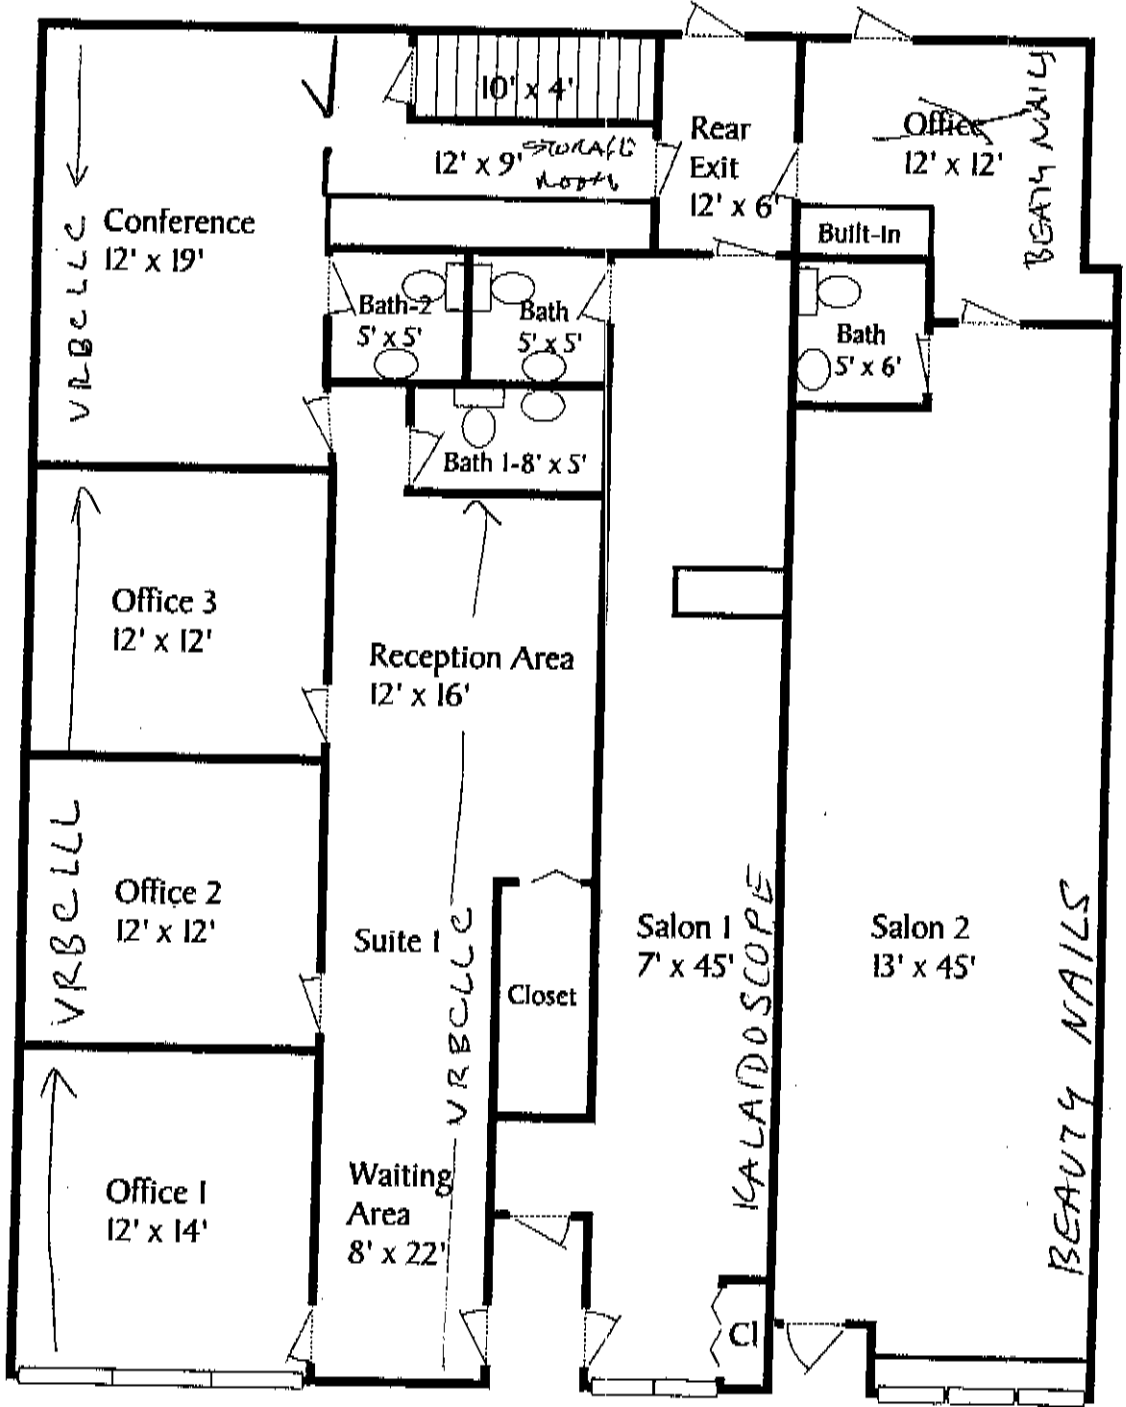 10' x 4'
Rear
Exit
12' x 6'
Office
12' x 12'
BEATY NAILY
12' x 9'
STORAGE
ROOM
Conference
12' x 19'
VRBCLLC
Built-In
Bath-2
5' x 5'
Bath
5' x 5'
Bath
5' x 6'
Bath 1-8' x 5'
Office 3
12' x 12'
Reception Area
12' x 16'
Office 2
12' x 12'
VRBCLLL
Suite 1
VRBCLLC
Closet
Salon 1
7' x 45'
KALAIDOSCOPE
Salon 2
13' x 45'
BEAUTY NAILS
Office 1
12' x 14'
Waiting
Area
8' x 22'
Cl